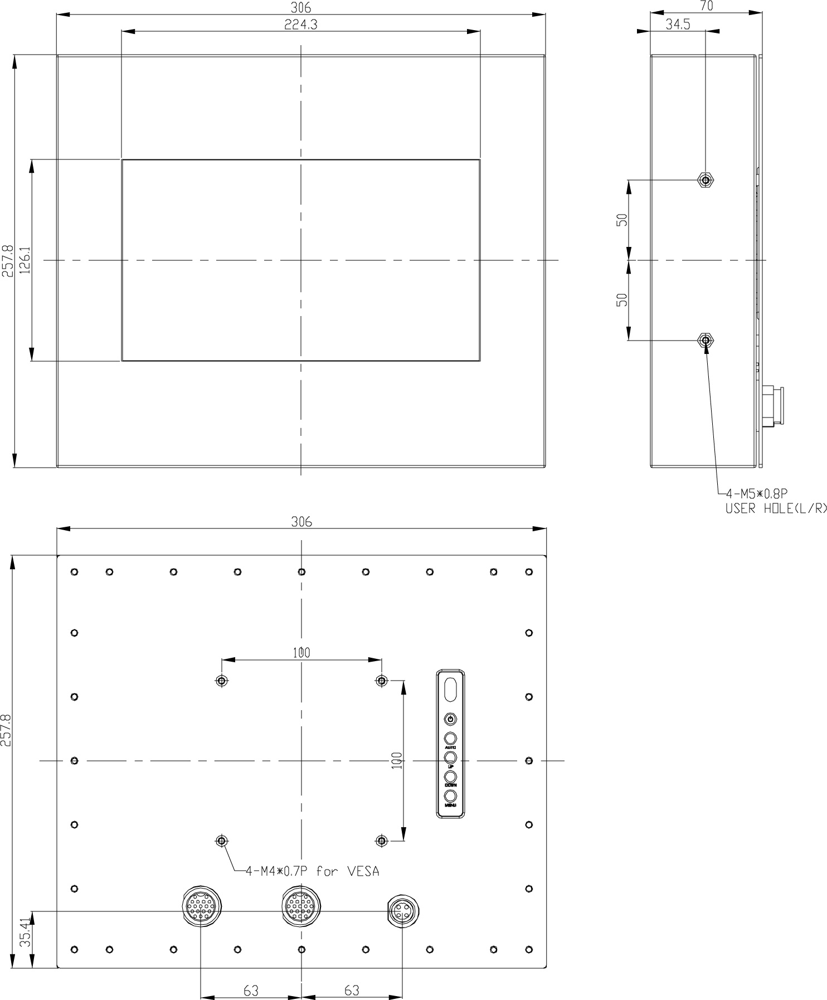 306
224.3
70
34.5
257.8
126.1
50
50
4-M5*0.8P
USER HOLE(L/R)
306
257.8
100
100
AUTO
UP
DOWN
MENU
4-M4*0.7P for VESA
35.41
63
63